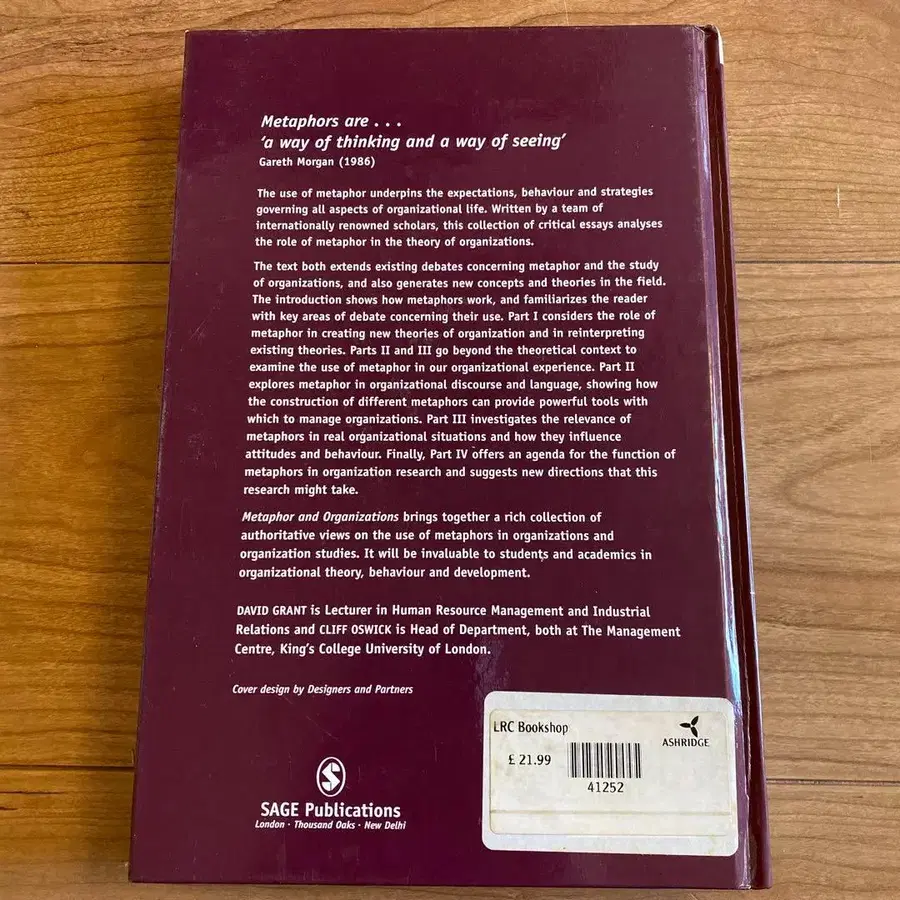 Metaphors are . . .
'a way of thinking and a way of seeing'
Gareth Morgan (1986)
The use of metaphor underpins the expectations, behaviour and strategies
governing all aspects of organizational life. Written by a team of
internationally renowned scholars, this collection of critical essays analyses
the role of metaphor in the theory of organizations.
The text both extends existing debates concerning metaphor and the study
of organizations, and also generates new concepts and theories in the field.
The introduction shows how metaphors work, and familiarizes the reader
with key areas of debate concerning their use. Part I considers the role of
metaphor in creating new theories of organization and in reinterpreting
existing theories. Parts II and III go beyond the theoretical context to
examine the use of metaphor in our organizational experience. Part II
explores metaphor in organizational discourse and language, showing how
the construction of different metaphors can provide powerful tools with
which to manage organizations. Part III investigates the relevance of
metaphors in real organizational situations and how they influence
attitudes and behaviour. Finally, Part IV offers an agenda for the function of
metaphors in organization research and suggests new directions that this
research might take.
Metaphor and Organizations brings together a rich collection of
authoritative views on the use of metaphors in organizations and
organization studies. It will be invaluable to students and academics in
organizational theory, behaviour and development.
DAVID GRANT is Lecturer in Human Resource Management and Industrial
Relations and CLIFF OSWICK is Head of Department, both at The Management
Centre, King's College University of London.
Cover design by Designers and Partners
LRC Bookshop
ASHRIDGE
£ 21.99
41252
S
SAGE Publications
London · Thousand Oaks · New Delhi